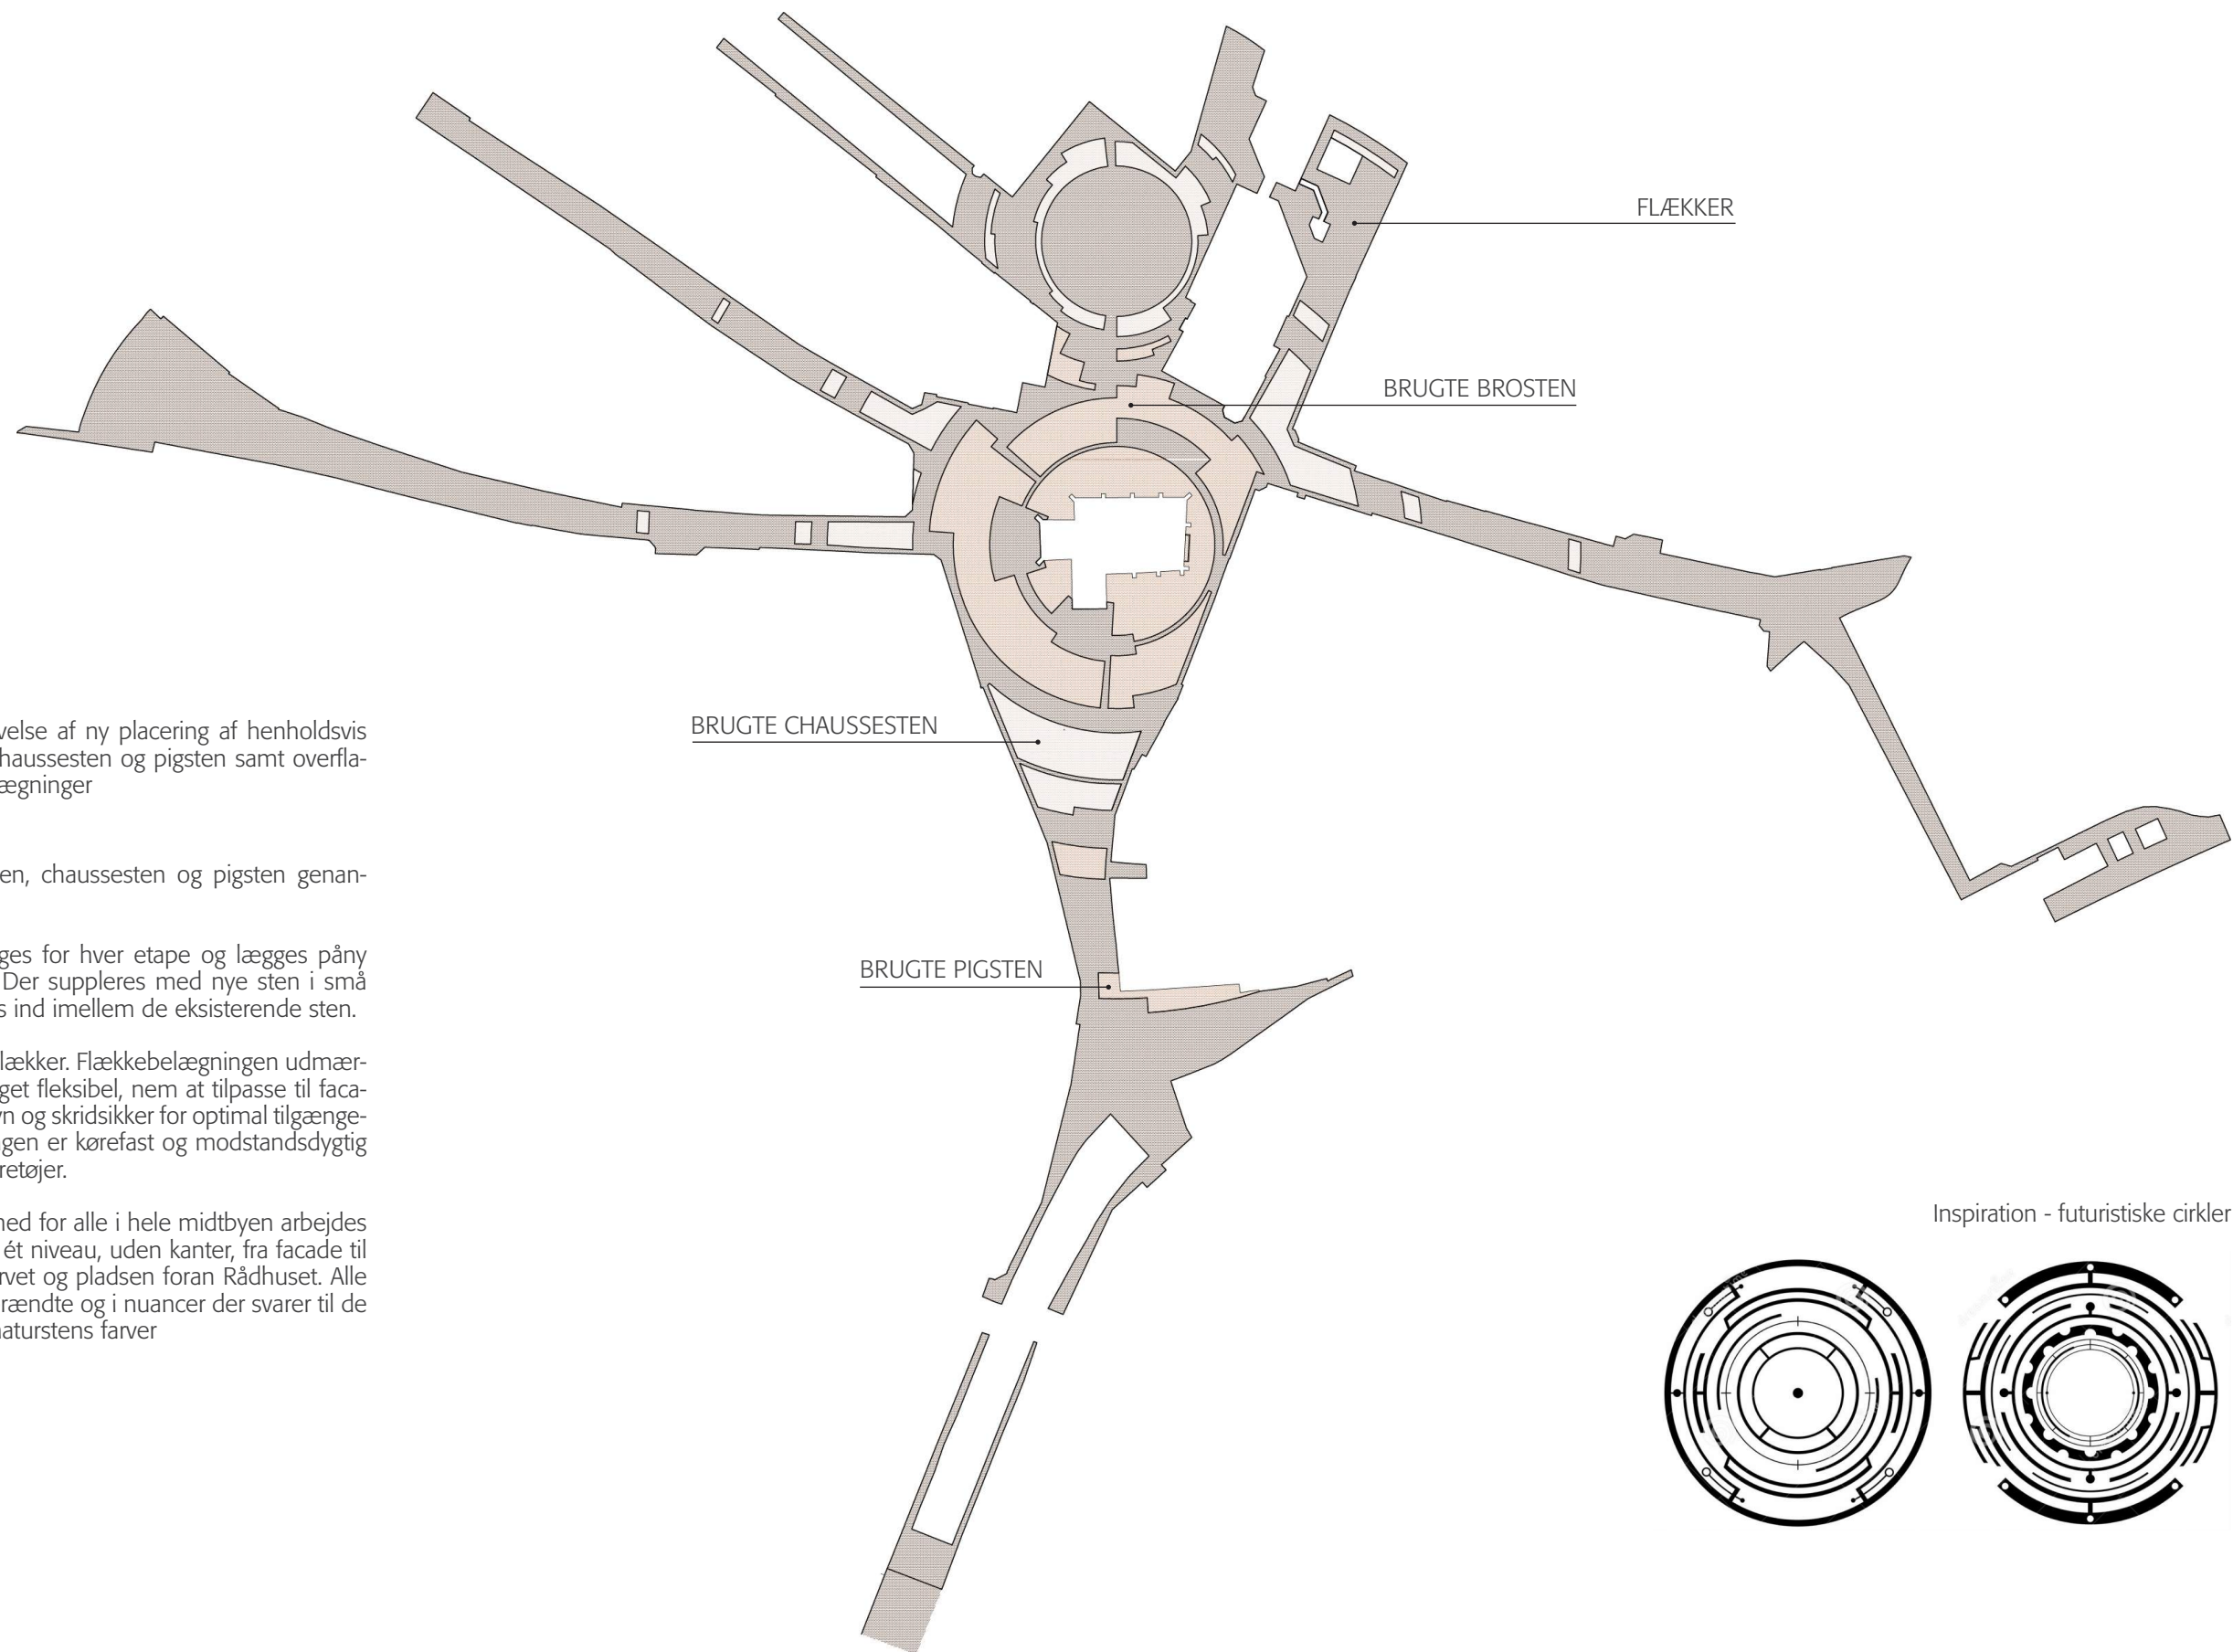 FLÆKKER
BRUGTE BROSTEN
BRUGTE CHAUSSESTEN
velse af ny placering af henholdsvis
haussesten og pigsten samt overfla-
ægninger
en, chaussesten og pigsten genan-
ges for hver etape og lægges påny
Der suppleres med nye sten i små
s ind imellem de eksisterende sten.
lækker. Flækkebelægningen udmær-
get fleksibel, nem at tilpasse til faca-
vn og skridsikker for optimal tilgænge-
ngen er kørefast og modstandsdygtig
retøjer.
ned for alle i hele midtbyen arbejdes
ét niveau, uden kanter, fra facade til
rvet og pladsen foran Rådhuset. Alle
rændte og i nuancer der svarer til de
naturstens farver
BRUGTE PIGSTEN
Inspiration - futuristiske cirkler